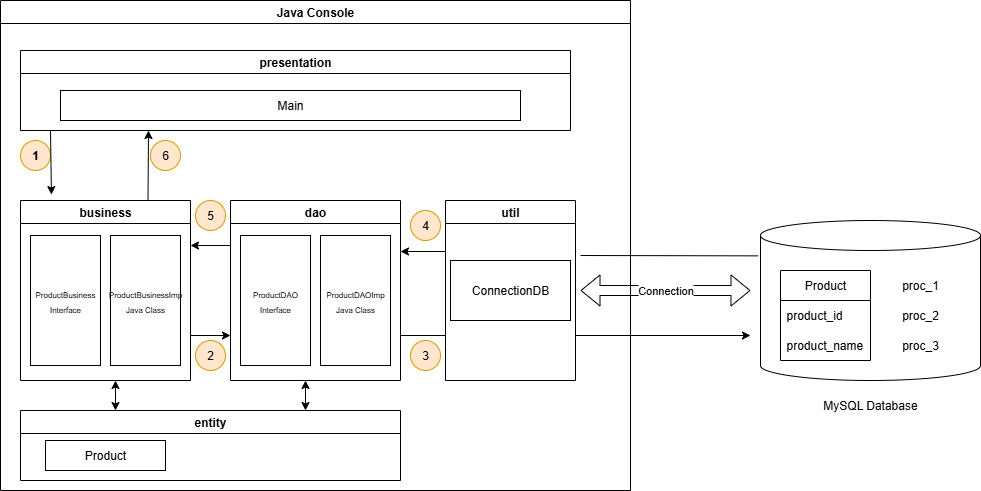 Java Console
presentation
Main
1
6
business
5
dao
4
util
ProductBusiness
Interface
ProductBusinessImp
Java Class
ProductDAO
Interface
ProductDAOImp
Java Class
ConnectionDB
2
3
Connection
Product
product_id
product_name
proc_1
proc_2
proc_3
MySQL Database
entity
Product